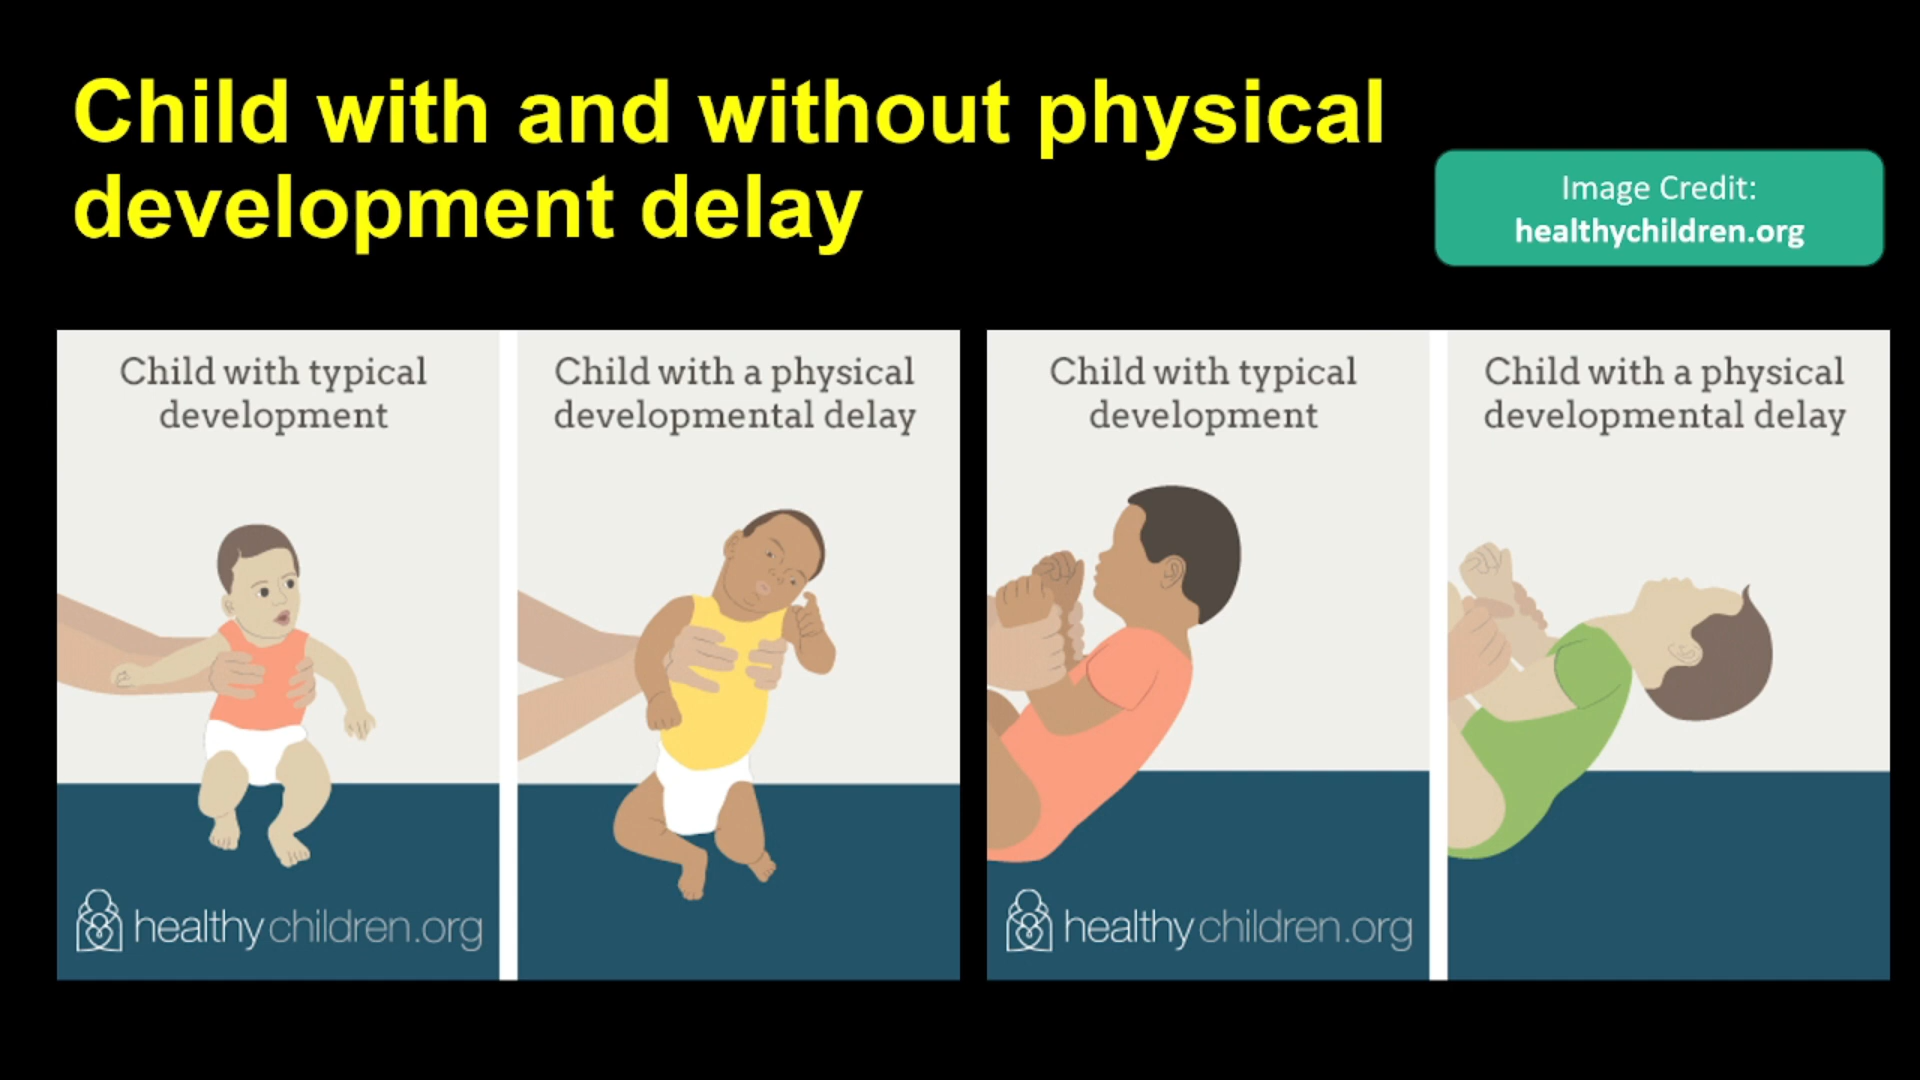 Child with and without physical
development delay
Image Credit:
healthychildren.org
Child with typical
development
Child with a physical
developmental delay
healthychildren.org
Child with typical
development
Child with a physical
developmental delay
healthychildren.org